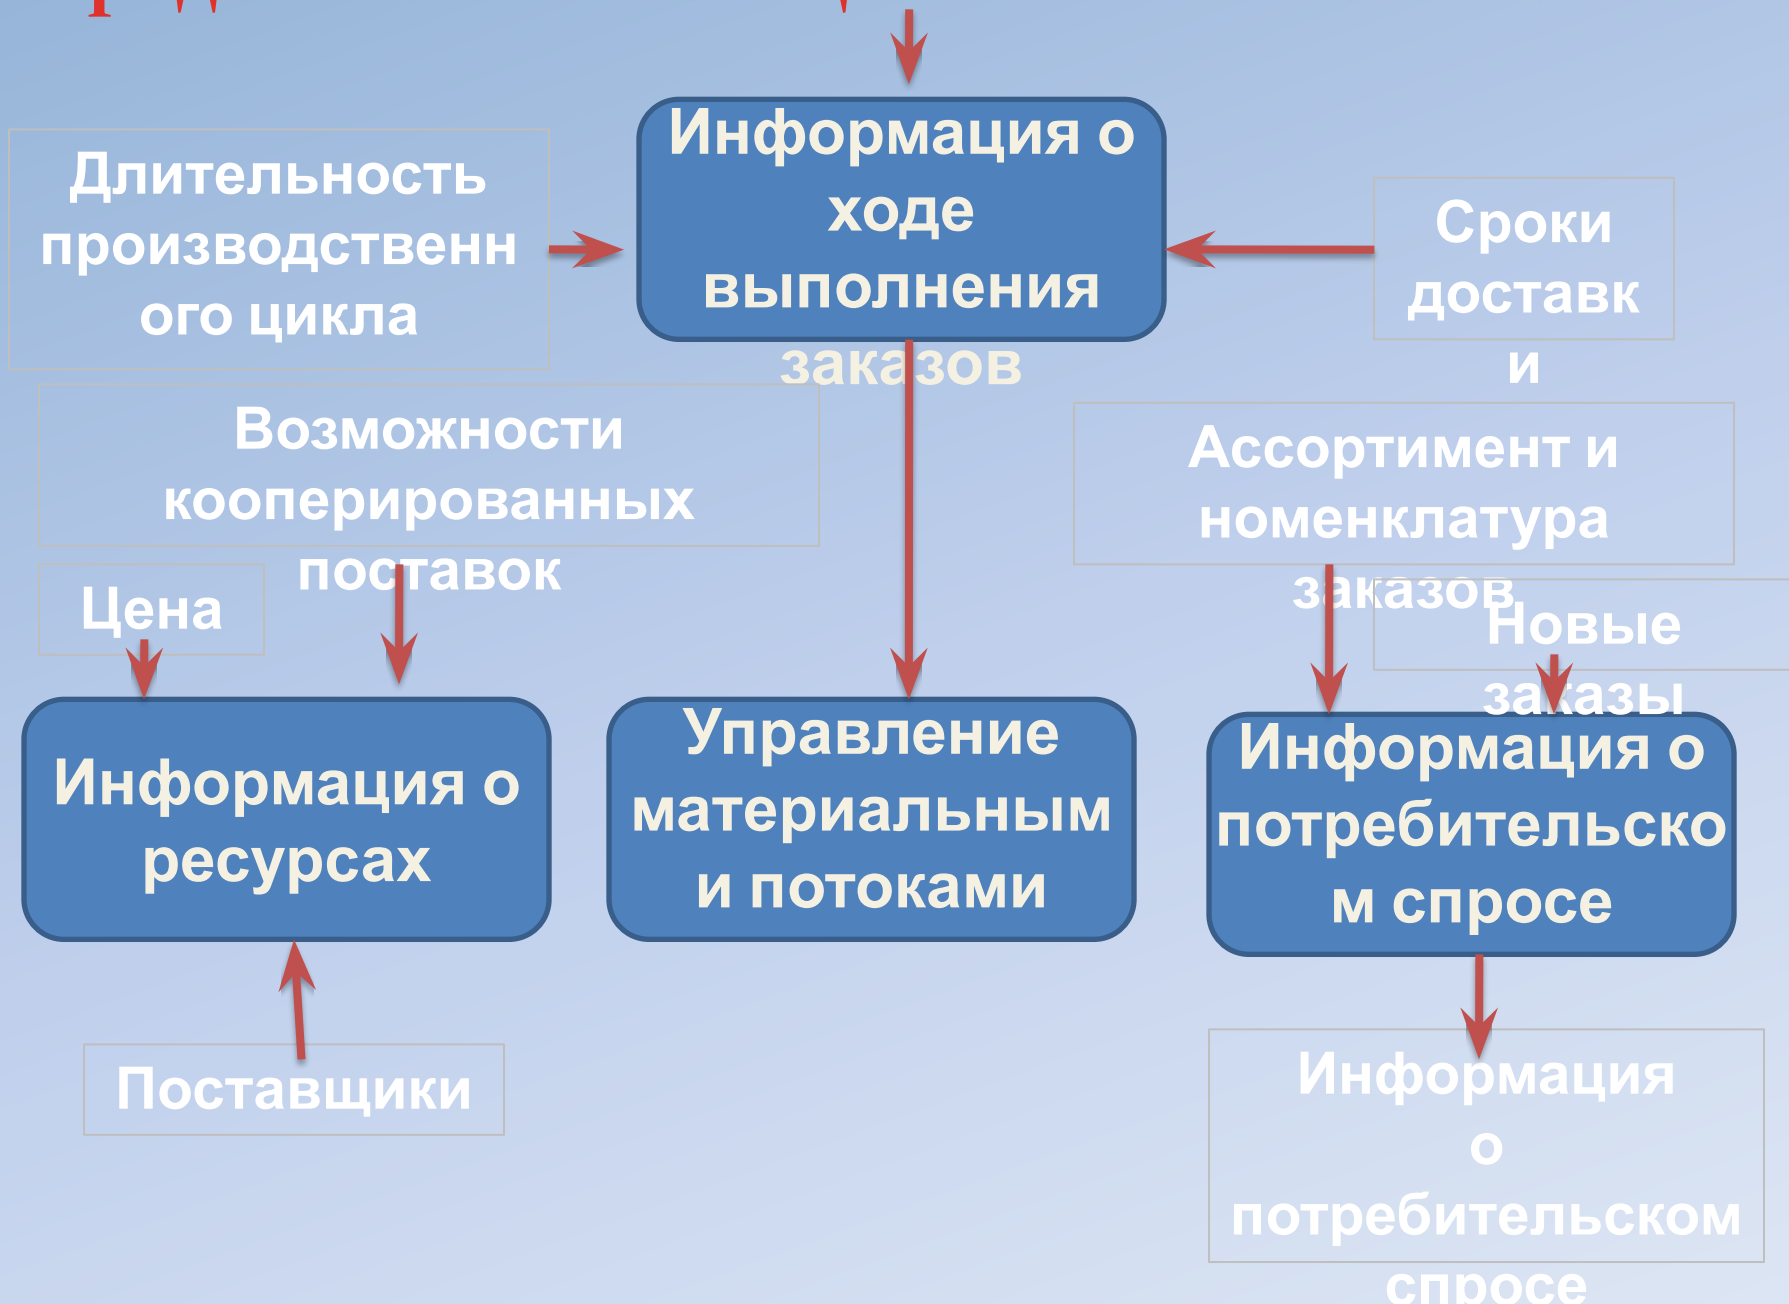 Информация о
ходе
выполнения
заказов
Длительность
производственн
ого цикла
Сроки
доставк
и
Возможности
кооперированных
поставок
Ассортимент и
номенклатура
заказов
Цена
Новые
заказы
Информация о
ресурсах
Управление
материальным
и потоками
Информация о
потребительско
м спросе
Поставщики
Информация
о
потребительском
спросе